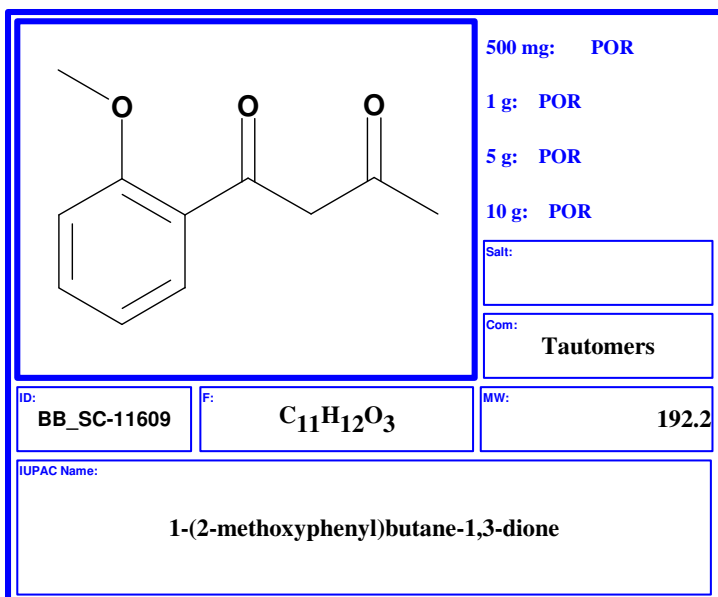 O O O
500 mg: POR
1 g: POR
5 g: POR
10 g: POR
Salt:
Com:
Tautomers
ID:
BB_SC-11609
F:
C11H12O3
MW:
192.2
IUPAC Name:
1-(2-methoxyphenyl)butane-1,3-dione